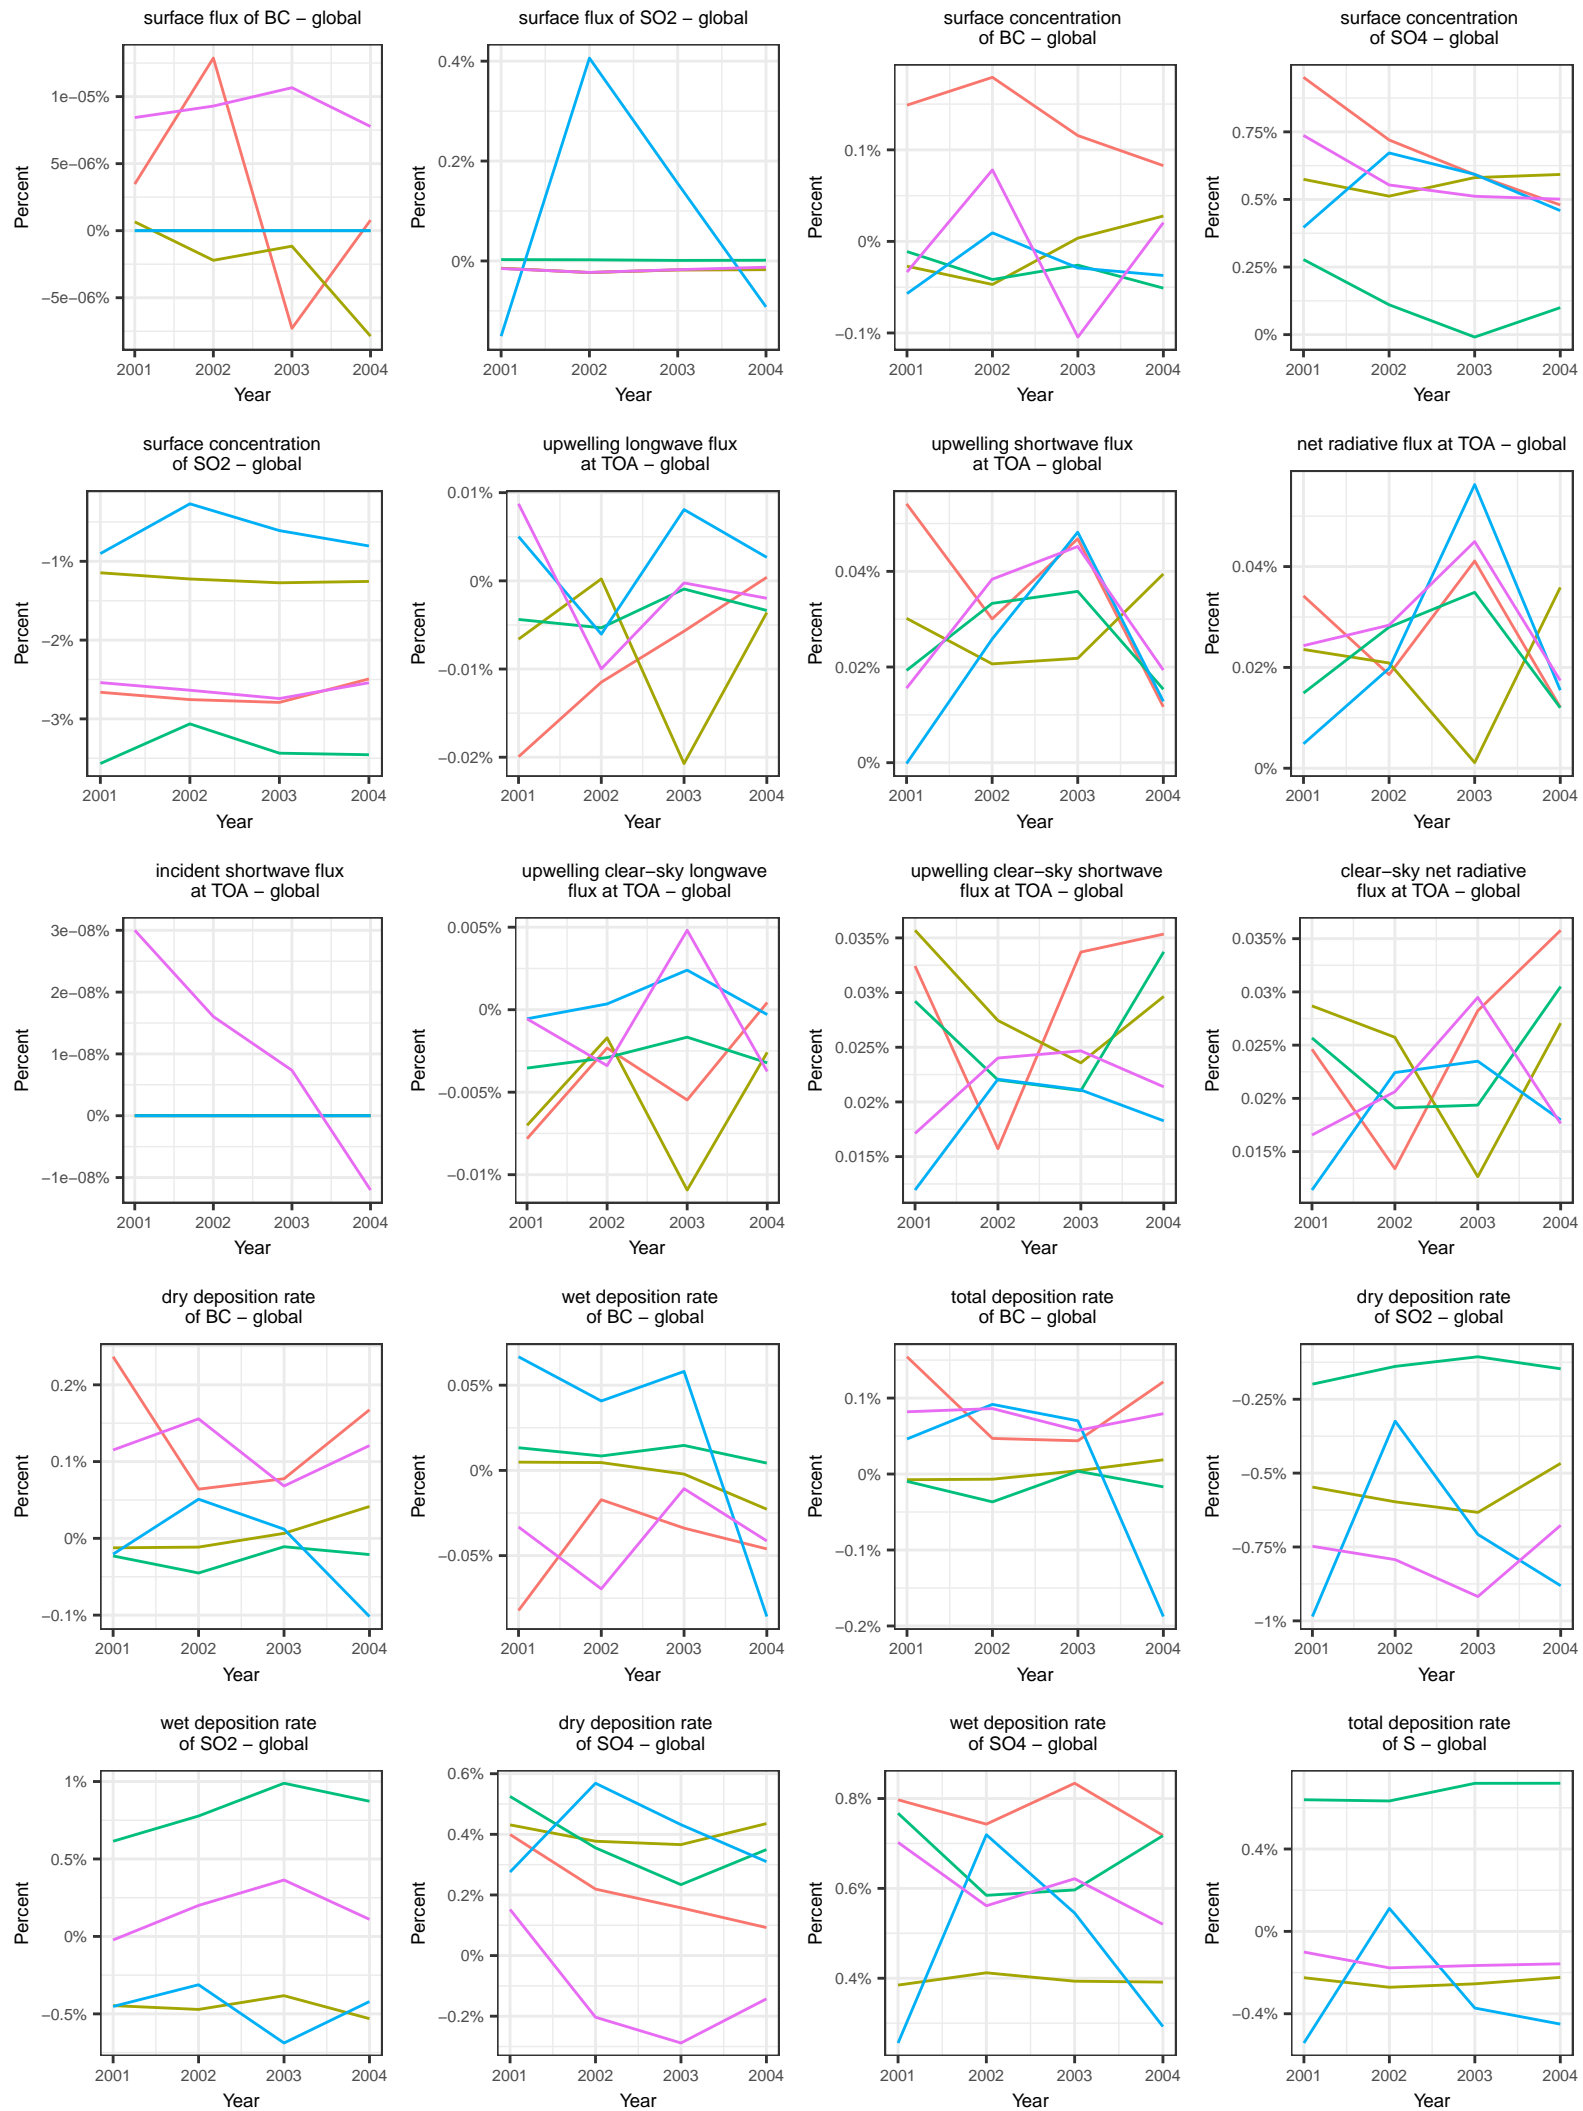 surface flux of BC – global
1e−05%
5e−06%
0%
−5e−06%
Percent
2001 2002 2003 2004
Year
surface flux of SO2 – global
0.4%
0.2%
0%
Percent
2001 2002 2003 2004
Year
surface concentration
of BC – global
0.1%
0%
−0.1%
Percent
2001 2002 2003 2004
Year
surface concentration
of SO4 – global
0.75%
0.5%
0.25%
0%
Percent
2001 2002 2003 2004
Year
surface concentration
of SO2 – global
−1%
−2%
−3%
Percent
2001 2002 2003 2004
Year
upwelling longwave flux
at TOA – global
0.01%
0%
−0.01%
−0.02%
Percent
2001 2002 2003 2004
Year
upwelling shortwave flux
at TOA – global
0.04%
0.02%
0%
Percent
2001 2002 2003 2004
Year
net radiative flux at TOA – global
0.04%
0.02%
0%
Percent
2001 2002 2003 2004
Year
incident shortwave flux
at TOA – global
3e−08%
2e−08%
1e−08%
0%
−1e−08%
Percent
2001 2002 2003 2004
Year
upwelling clear−sky longwave
flux at TOA – global
0.005%
0%
−0.005%
−0.01%
Percent
2001 2002 2003 2004
Year
upwelling clear−sky shortwave
flux at TOA – global
0.035%
0.03%
0.025%
0.02%
0.015%
Percent
2001 2002 2003 2004
Year
clear−sky net radiative
flux at TOA – global
0.035%
0.03%
0.025%
0.02%
0.015%
Percent
2001 2002 2003 2004
Year
dry deposition rate
of BC – global
0.2%
0.1%
0%
−0.1%
Percent
2001 2002 2003 2004
Year
wet deposition rate
of BC – global
0.05%
0%
−0.05%
Percent
2001 2002 2003 2004
Year
total deposition rate
of BC – global
0.1%
0%
−0.1%
−0.2%
Percent
2001 2002 2003 2004
Year
dry deposition rate
of SO2 – global
−0.25%
−0.5%
−0.75%
−1%
Percent
2001 2002 2003 2004
Year
wet deposition rate
of SO2 – global
1%
0.5%
0%
−0.5%
Percent
2001 2002 2003 2004
Year
dry deposition rate
of SO4 – global
0.6%
0.4%
0.2%
0%
−0.2%
Percent
2001 2002 2003 2004
Year
wet deposition rate
of SO4 – global
0.8%
0.6%
0.4%
Percent
2001 2002 2003 2004
Year
total deposition rate
of S – global
0.4%
0%
−0.4%
Percent
2001 2002 2003 2004
Year